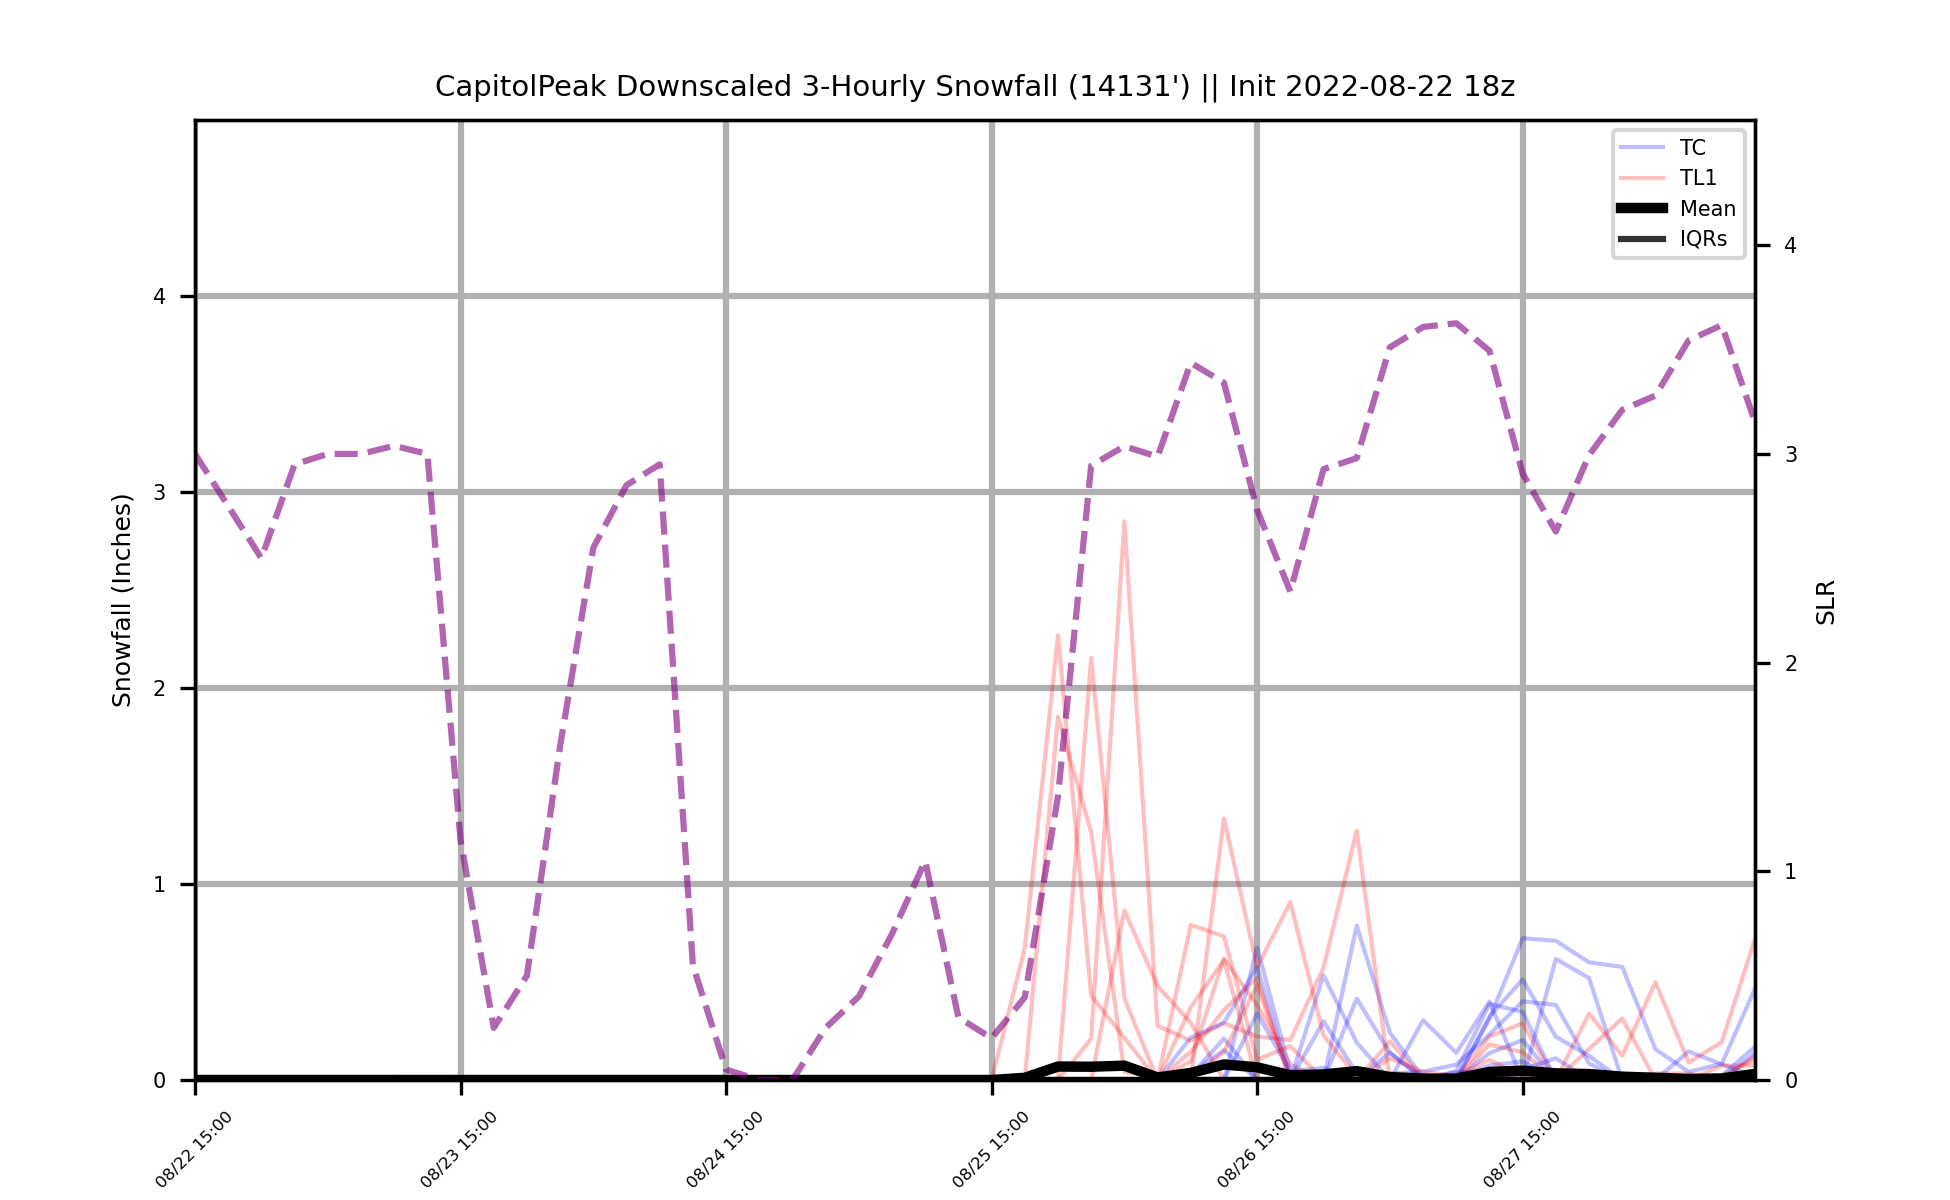 CapitolPeak Downscaled 3-Hourly Snowfall (14131') || Init 2022-08-22 18z
TC
TL1
Mean
IQRs
Snowfall (Inches)
4
3
2
1
0
SLR
4
3
2
1
0
08/22 15:00
08/23 15:00
08/24 15:00
08/25 15:00
08/26 15:00
08/27 15:00